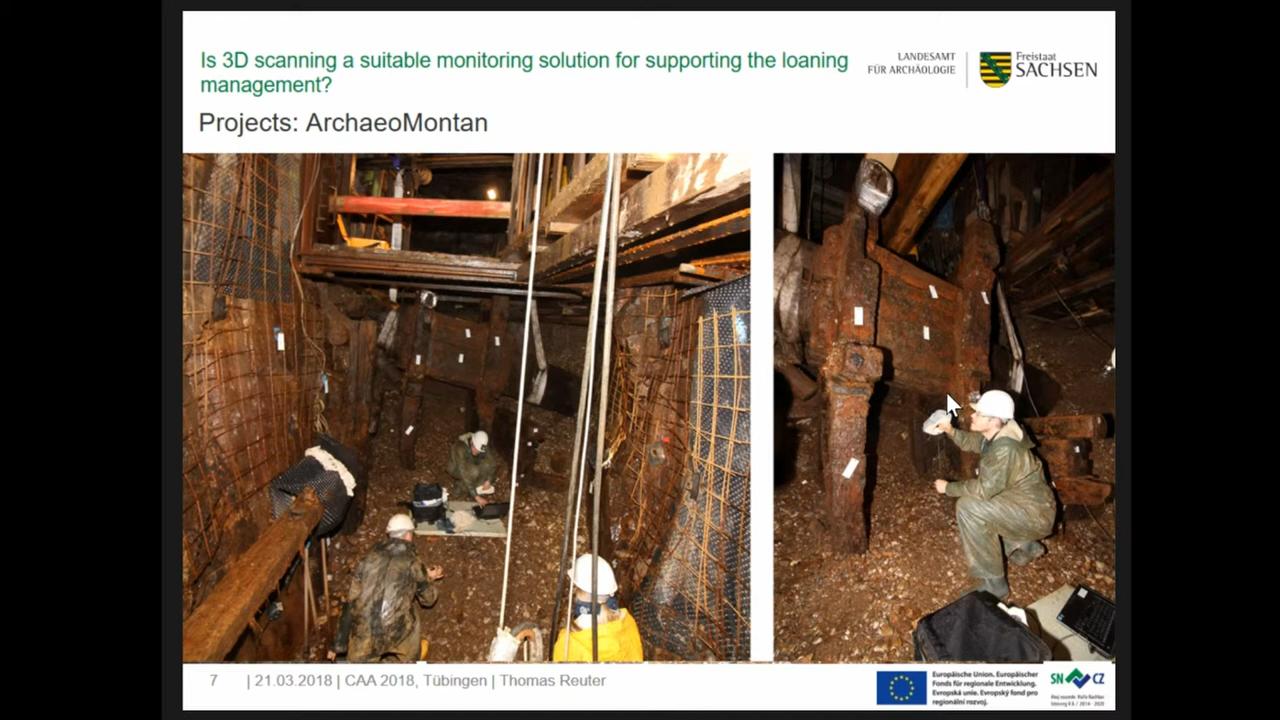 Is 3D scanning a suitable monitoring solution for supporting the loaning
management?
LANDESAMT
FÜR ARCHÄOLOGIE
Freistaat
SACHSEN
Projects: ArchaeoMontan
7 | 21.03.2018 | CAA 2018, Tübingen | Thomas Reuter
Europäische Union. Europäischer
Fonds für regionale Entwicklung.
Evropská unie. Evropský fond pro
regionální rozvoj.
SN CZ